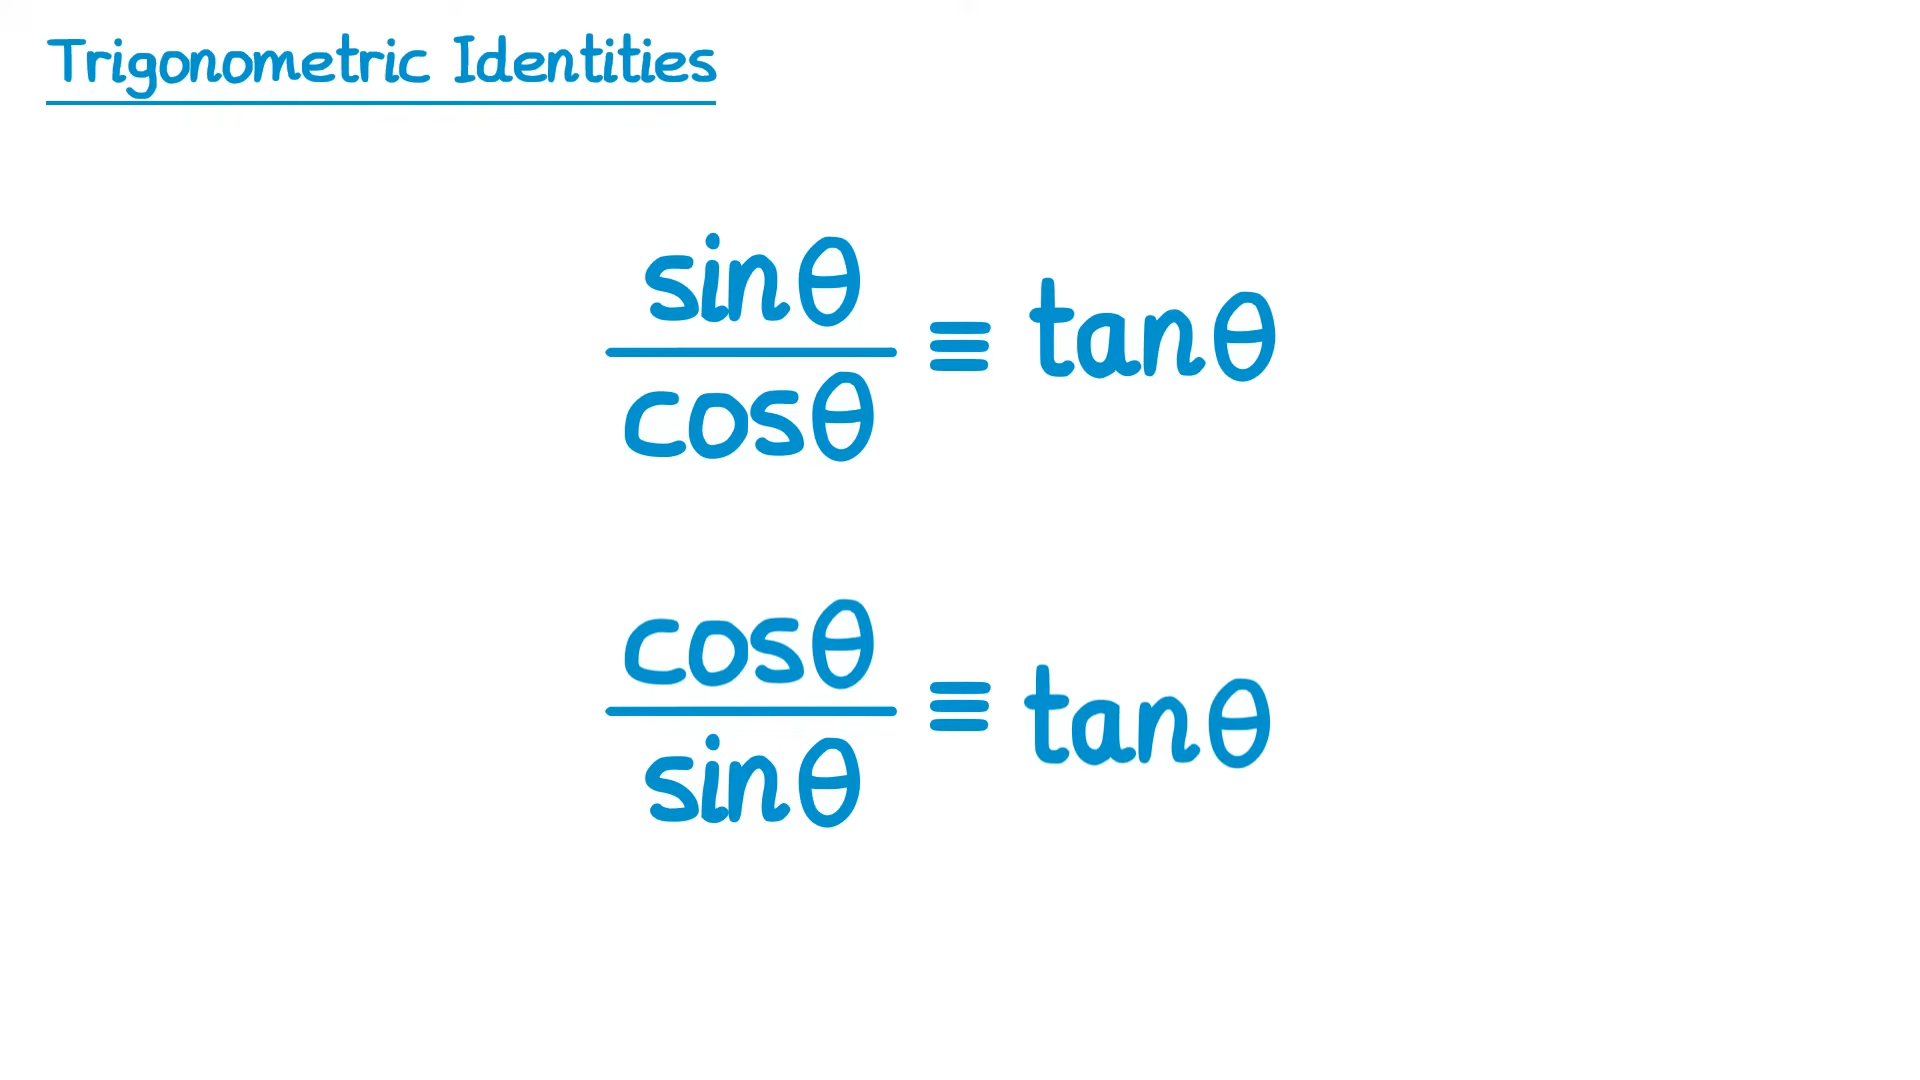 Trigonometric Identities
sinθ
cosθ
≡ tanθ
cosθ
sinθ
≡ tanθ